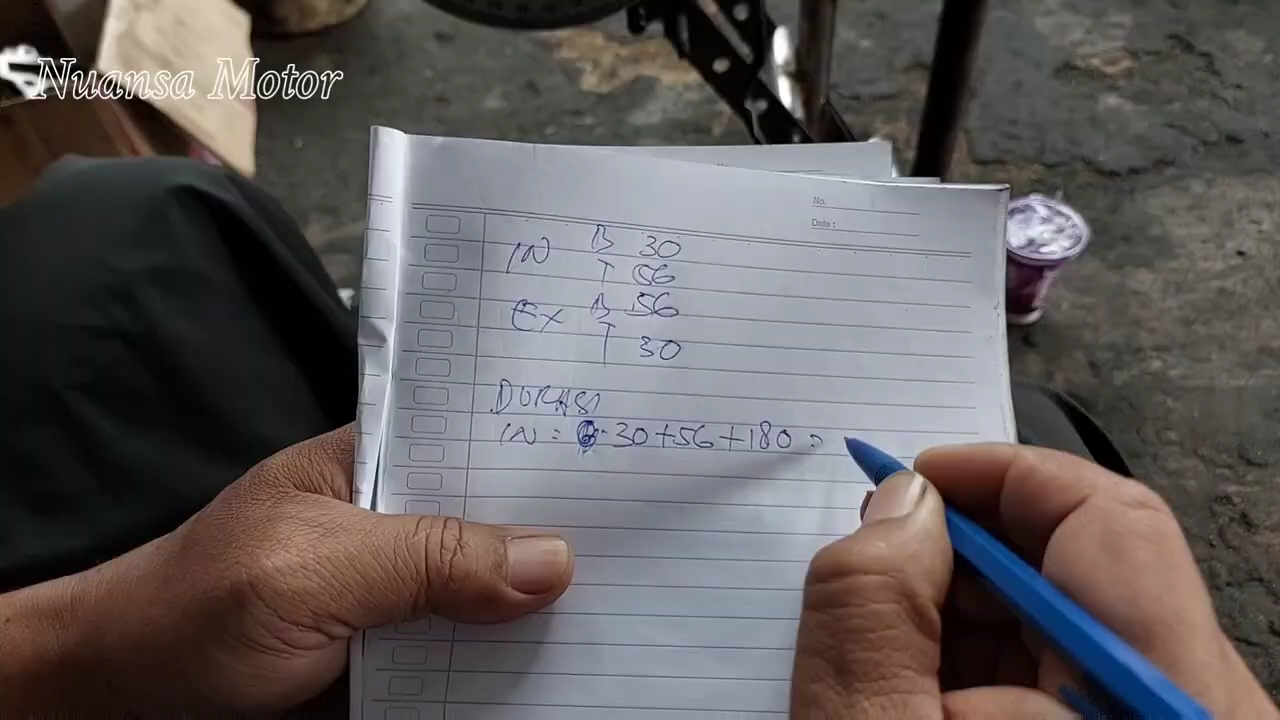 Nuansa Motor
No.
Date :
IN B 30
T 56
EX B 56
T 30
DURASI
IN = 30+56+180 =